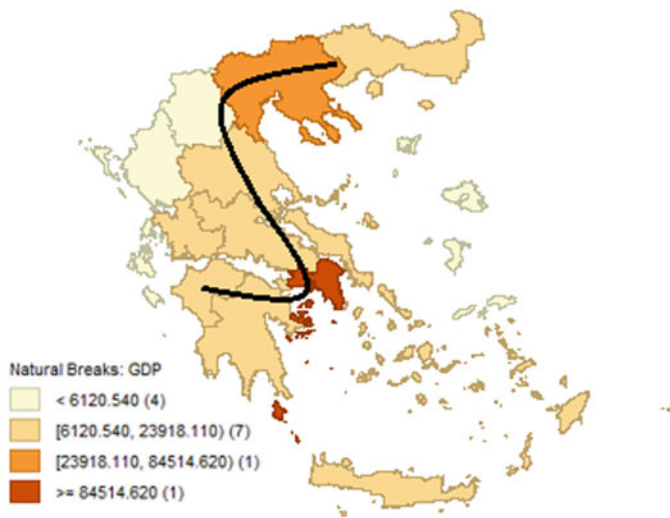 Natural Breaks: GDP
< 6120.540 (4)
[6120.540, 23918.110) (7)
[23918.110, 84514.620) (1)
>= 84514.620 (1)